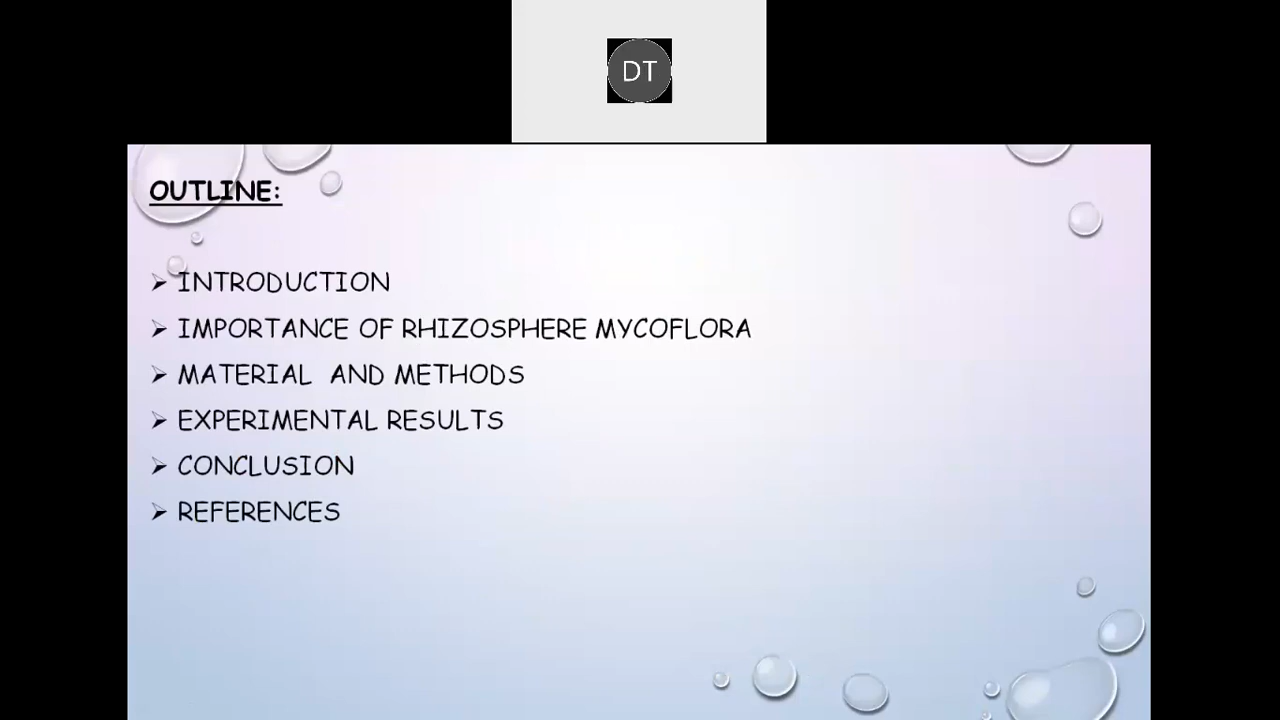 DT
OUTLINE:
➢ INTRODUCTION
➢ IMPORTANCE OF RHIZOSPHERE MYCOFLORA
➢ MATERIAL AND METHODS
➢ EXPERIMENTAL RESULTS
➢ CONCLUSION
➢ REFERENCES